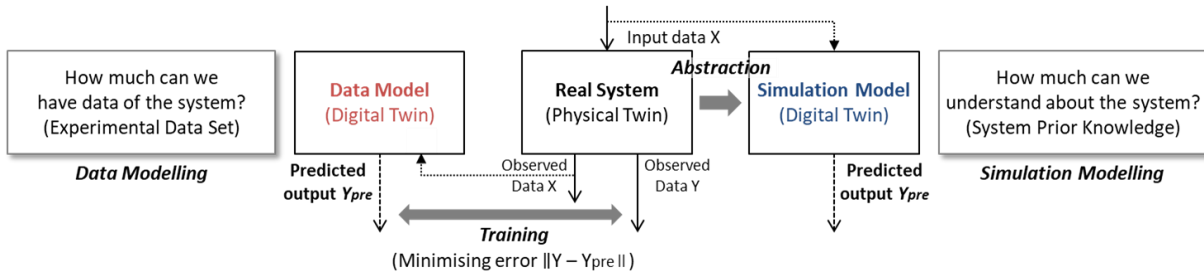 How much can we
have data of the system?
(Experimental Data Set)
Data Modelling
Data Model
(Digital Twin)
Predicted
output Ypre
Input data X
Real System
(Physical Twin)
Observed
Data X
Observed
Data Y
Training
(Minimising error ǁY – Ypre ǁ)
Abstraction
Simulation Model
(Digital Twin)
Predicted
output Ypre
How much can we
understand about the system?
(System Prior Knowledge)
Simulation Modelling